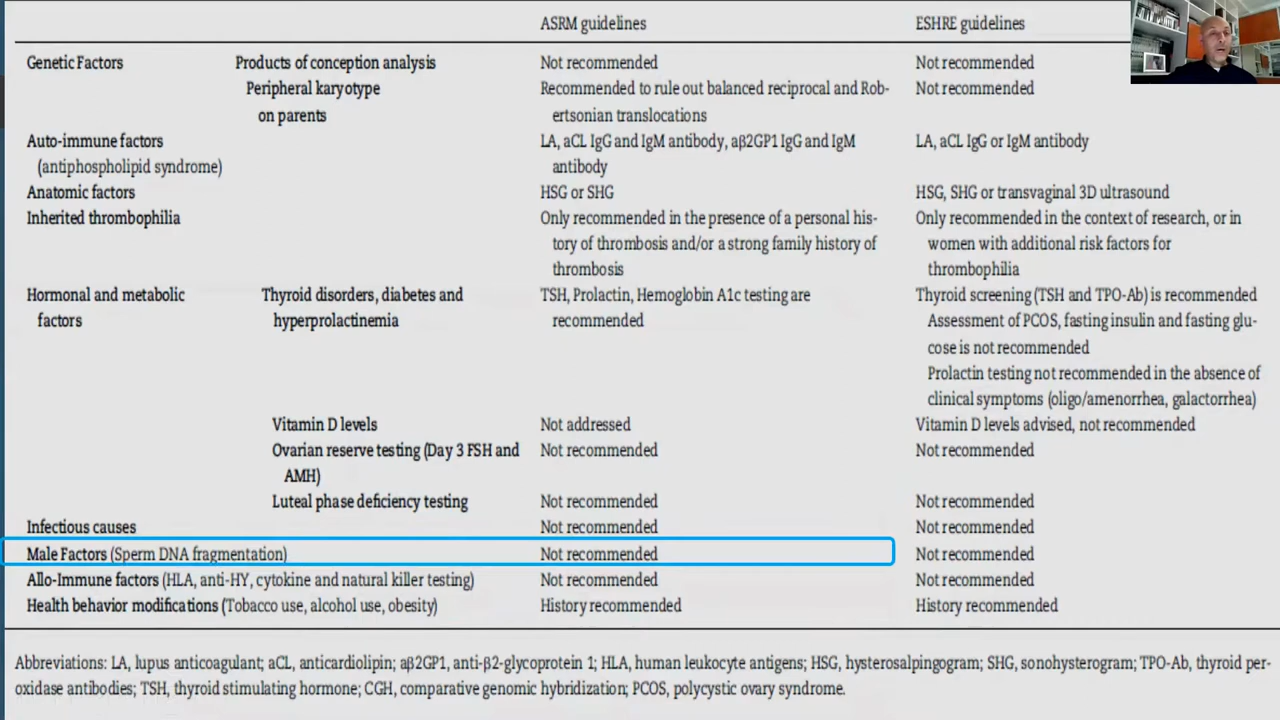 ASRM guidelines ESHRE guidelines
Genetic Factors Products of conception analysis Not recommended Not recommended
Peripheral karyotype Recommended to rule out balanced reciprocal and Rob- Not recommended
on parents ertsonian translocations
Auto-immune factors LA, aCL IgG and IgM antibody, aβ2GP1 IgG and IgM LA, aCL IgG or IgM antibody
(antiphospholipid syndrome) antibody
Anatomic factors HSG or SHG HSG, SHG or transvaginal 3D ultrasound
Inherited thrombophilia Only recommended in the presence of a personal his- Only recommended in the context of research, or in
tory of thrombosis and/or a strong family history of women with additional risk factors for
thrombosis thrombophilia
Hormonal and metabolic Thyroid disorders, diabetes and TSH, Prolactin, Hemoglobin A1c testing are Thyroid screening (TSH and TPO-Ab) is recommended
factors hyperprolactinemia recommended Assessment of PCOS, fasting insulin and fasting glu-
cose is not recommended
Prolactin testing not recommended in the absence of
clinical symptoms (oligo/amenorrhea, galactorrhea)
Vitamin D levels Not addressed Vitamin D levels advised, not recommended
Ovarian reserve testing (Day 3 FSH and Not recommended Not recommended
AMH)
Luteal phase deficiency testing Not recommended Not recommended
Infectious causes Not recommended Not recommended
Male Factors (Sperm DNA fragmentation) Not recommended Not recommended
Allo-Immune factors (HLA, anti-HY, cytokine and natural killer testing) Not recommended Not recommended
Health behavior modifications (Tobacco use, alcohol use, obesity) History recommended History recommended
Abbreviations: LA, lupus anticoagulant; aCL, anticardiolipin; aβ2GP1, anti-β2-glycoprotein 1; HLA, human leukocyte antigens; HSG, hysterosalpingogram; SHG, sonohysterogram; TPO-Ab, thyroid per-
oxidase antibodies; TSH, thyroid stimulating hormone; CGH, comparative genomic hybridization; PCOS, polycystic ovary syndrome.